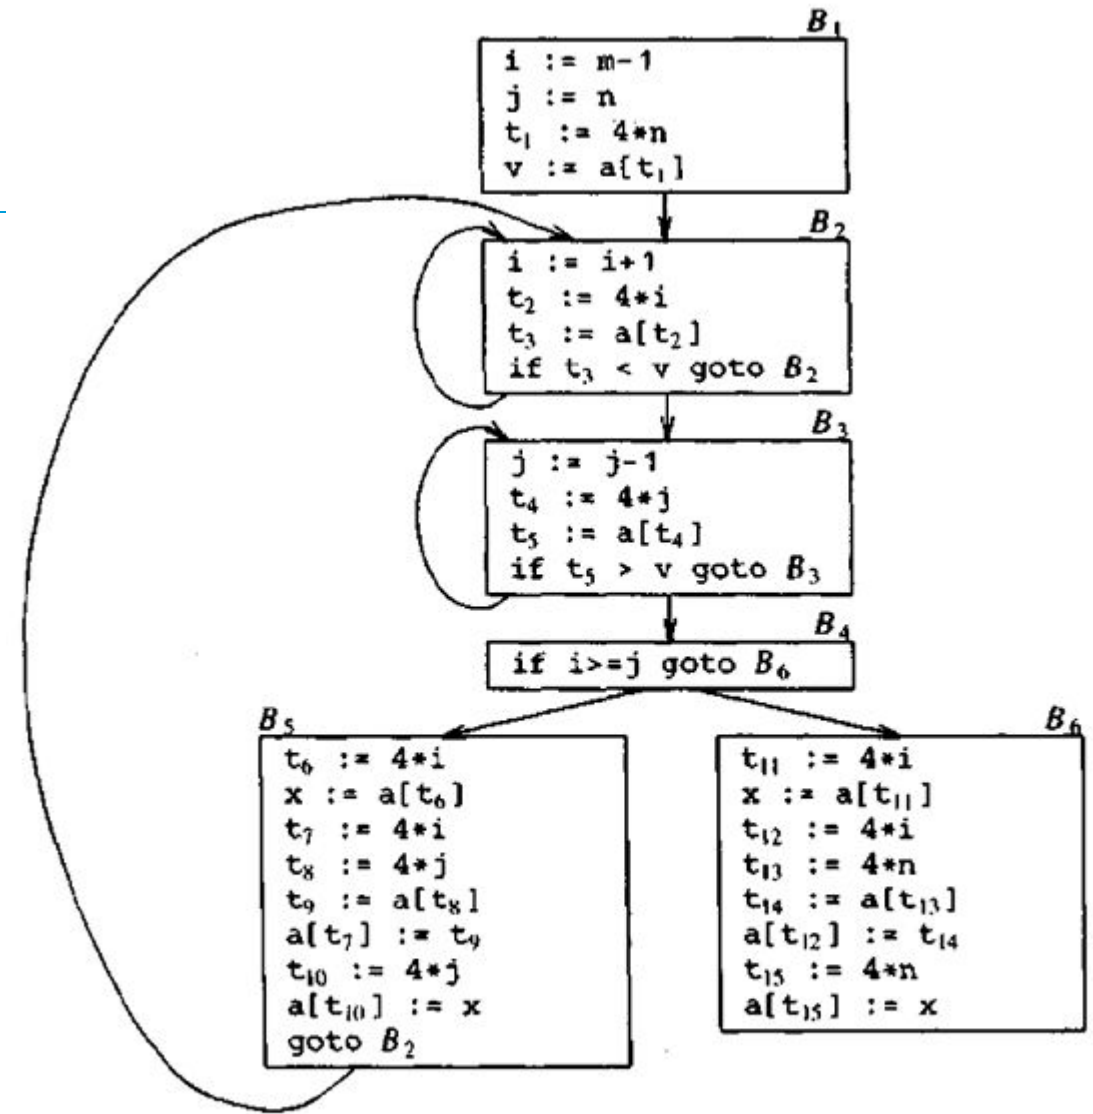 B₁
i := m-1
j := n
t₁ := 4*n
v := a[t₁]
B₂
i := i+1
t₂ := 4*i
t₃ := a[t₂]
if t₃ < v goto B₂
B₃
j := j-1
t₄ := 4*j
t₅ := a[t₄]
if t₅ > v goto B₃
B₄
if i>=j goto B₆
B₅
t₆ := 4*i
x := a[t₆]
t₇ := 4*i
t₈ := 4*j
t₉ := a[t₈]
a[t₇] := t₉
t₁₀ := 4*j
a[t₁₀] := x
goto B₂
B₆
t₁₁ := 4*i
x := a[t₁₁]
t₁₂ := 4*i
t₁₃ := 4*n
t₁₄ := a[t₁₃]
a[t₁₂] := t₁₄
t₁₅ := 4*n
a[t₁₅] := x